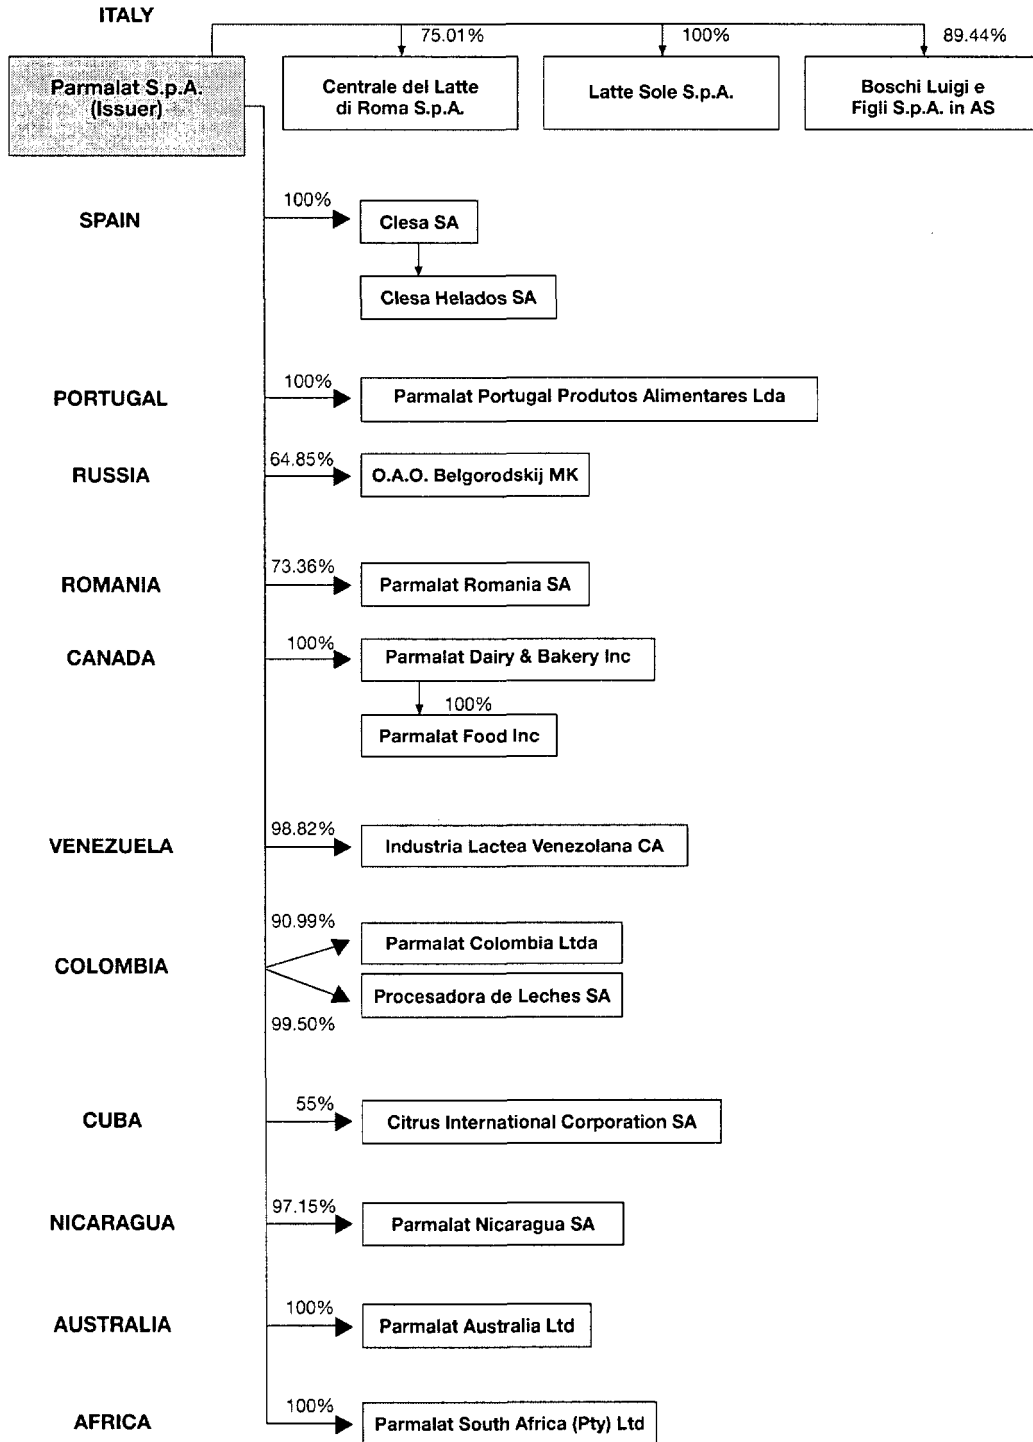 ITALY
75.01%
100%
89.44%
Parmalat S.p.A.
(Issuer)
Centrale del Latte
di Roma S.p.A.
Latte Sole S.p.A.
Boschi Luigi e
Figli S.p.A. in AS
SPAIN
100%
Clesa SA
Clesa Helados SA
PORTUGAL
100%
Parmalat Portugal Produtos Alimentares Lda
RUSSIA
64.85%
O.A.O. Belgorodskij MK
ROMANIA
73.36%
Parmalat Romania SA
CANADA
100%
Parmalat Dairy & Bakery Inc
100%
Parmalat Food Inc
VENEZUELA
98.82%
Industria Lactea Venezolana CA
COLOMBIA
90.99%
Parmalat Colombia Ltda
Procesadora de Leches SA
99.50%
CUBA
55%
Citrus International Corporation SA
NICARAGUA
97.15%
Parmalat Nicaragua SA
AUSTRALIA
100%
Parmalat Australia Ltd
AFRICA
100%
Parmalat South Africa (Pty) Ltd